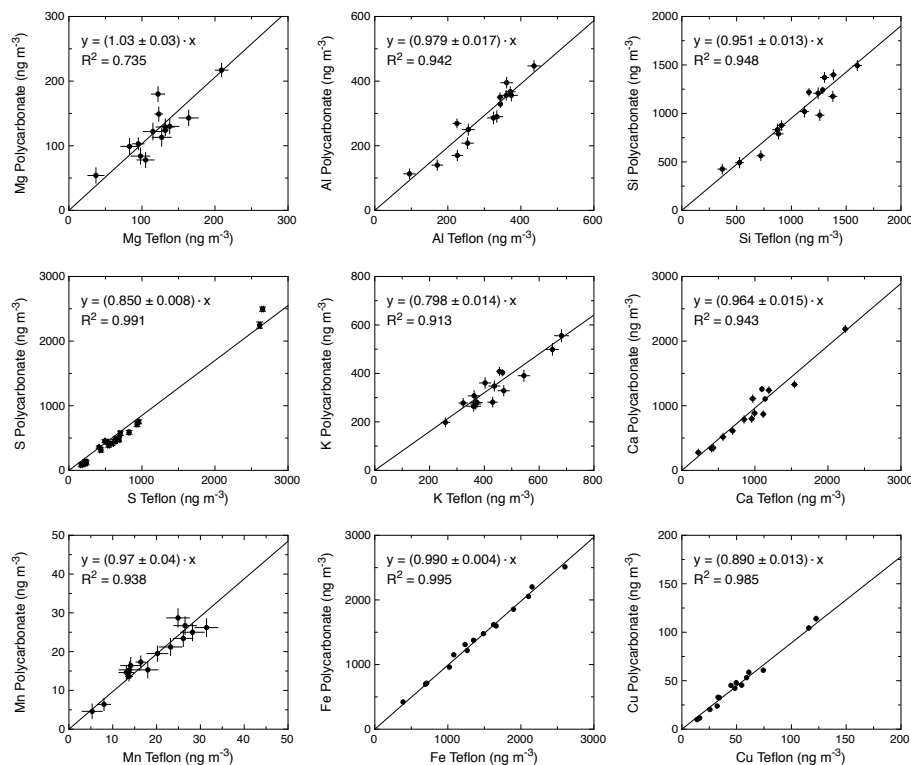 300
200
100
0
0
100
200
300
Mg Polycarbonate (ng m⁻³)
Mg Teflon (ng m⁻³)
y = (1.03 ± 0.03) · x
R² = 0.735
600
400
200
0
0
200
400
600
Al Polycarbonate (ng m⁻³)
Al Teflon (ng m⁻³)
y = (0.979 ± 0.017) · x
R² = 0.942
2000
1500
1000
500
0
0
500
1000
1500
2000
Si Polycarbonate (ng m⁻³)
Si Teflon (ng m⁻³)
y = (0.951 ± 0.013) · x
R² = 0.948
3000
2000
1000
0
0
1000
2000
3000
S Polycarbonate (ng m⁻³)
S Teflon (ng m⁻³)
y = (0.850 ± 0.008) · x
R² = 0.991
800
600
400
200
0
0
200
400
600
800
K Polycarbonate (ng m⁻³)
K Teflon (ng m⁻³)
y = (0.798 ± 0.014) · x
R² = 0.913
3000
2000
1000
0
0
1000
2000
3000
Ca Polycarbonate (ng m⁻³)
Ca Teflon (ng m⁻³)
y = (0.964 ± 0.015) · x
R² = 0.943
50
40
30
20
10
0
0
10
20
30
40
50
Mn Polycarbonate (ng m⁻³)
Mn Teflon (ng m⁻³)
y = (0.97 ± 0.04) · x
R² = 0.938
3000
2000
1000
0
0
1000
2000
3000
Fe Polycarbonate (ng m⁻³)
Fe Teflon (ng m⁻³)
y = (0.990 ± 0.004) · x
R² = 0.995
200
150
100
50
0
0
50
100
150
200
Cu Polycarbonate (ng m⁻³)
Cu Teflon (ng m⁻³)
y = (0.890 ± 0.013) · x
R² = 0.985